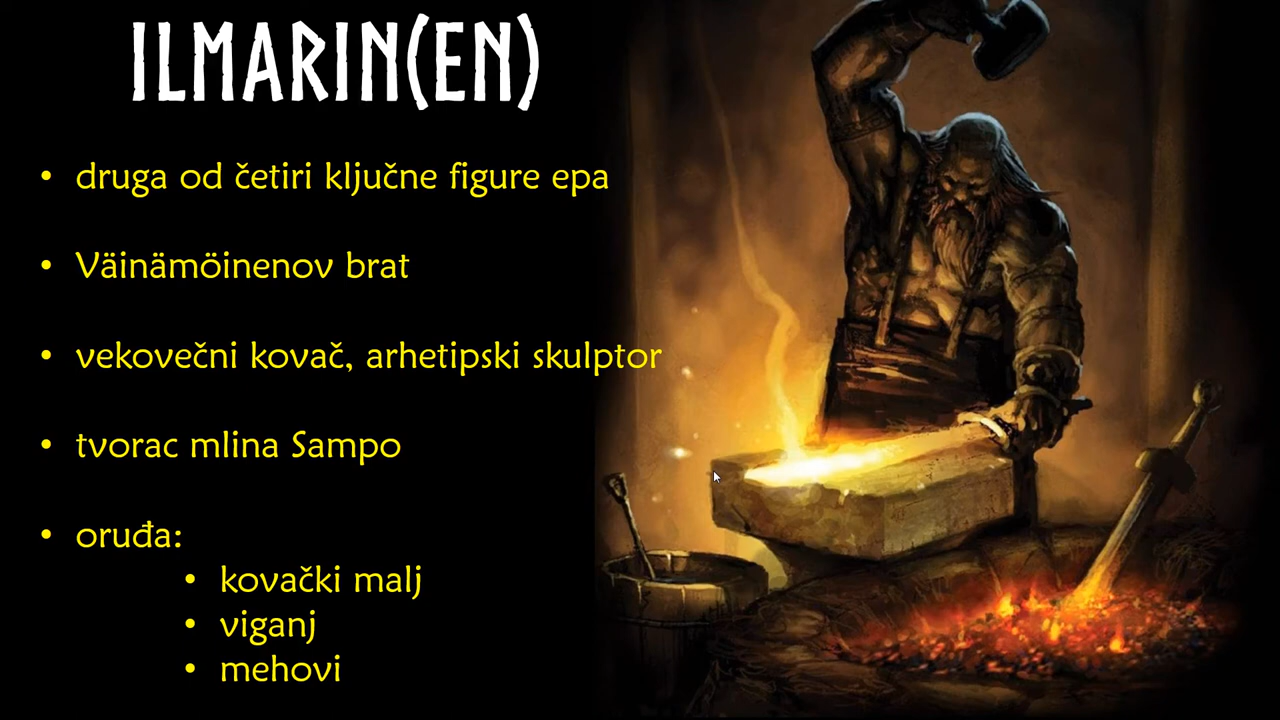 ILMARIN(EN)
• druga od četiri ključne figure epa
• Väinämöinenov brat
• vekovečni kovač, arhetipski skulptor
• tvorac mlina Sampo
• oruđa:
• kovački malj
• viganj
• mehovi